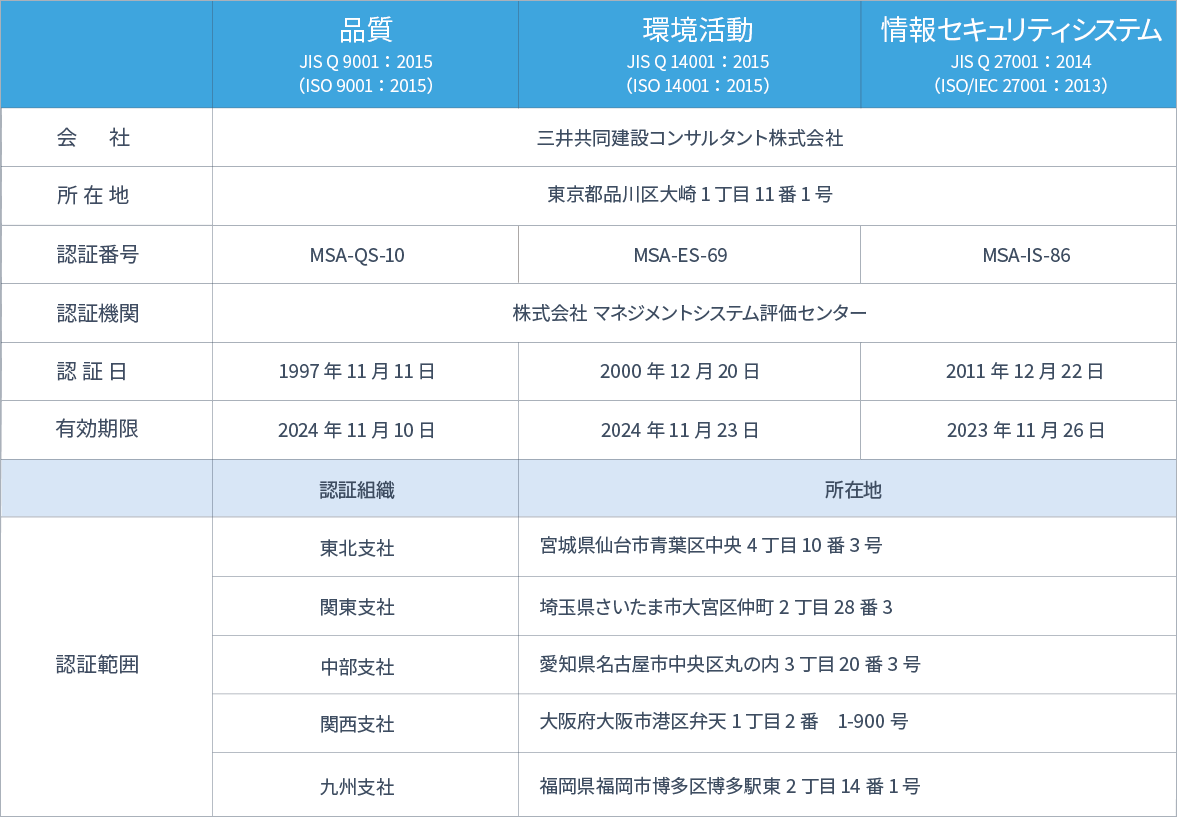 品質
JIS Q 9001：2015
（ISO 9001：2015）
環境活動
JIS Q 14001：2015
（ISO 14001：2015）
情報セキュリティシステム
JIS Q 27001：2014
（ISO/IEC 27001：2013）
会　社
三井共同建設コンサルタント株式会社
所 在 地
東京都品川区大崎 1 丁目 11 番 1 号
認証番号
MSA-QS-10
MSA-ES-69
MSA-IS-86
認証機関
株式会社 マネジメントシステム評価センター
認 証 日
1997 年 11 月 11 日
2000 年 12 月 20 日
2011 年 12 月 22 日
有効期限
2024 年 11 月 10 日
2024 年 11 月 23 日
2023 年 11 月 26 日
認証組織
所在地
認証範囲
東北支社
宮城県仙台市青葉区中央 4 丁目 10 番 3 号
関東支社
埼玉県さいたま市大宮区仲町 2 丁目 28 番 3
中部支社
愛知県名古屋市中央区丸の内 3 丁目 20 番 3 号
関西支社
大阪府大阪市港区弁天 1 丁目 2 番　1-900 号
九州支社
福岡県福岡市博多区博多駅東 2 丁目 14 番 1 号